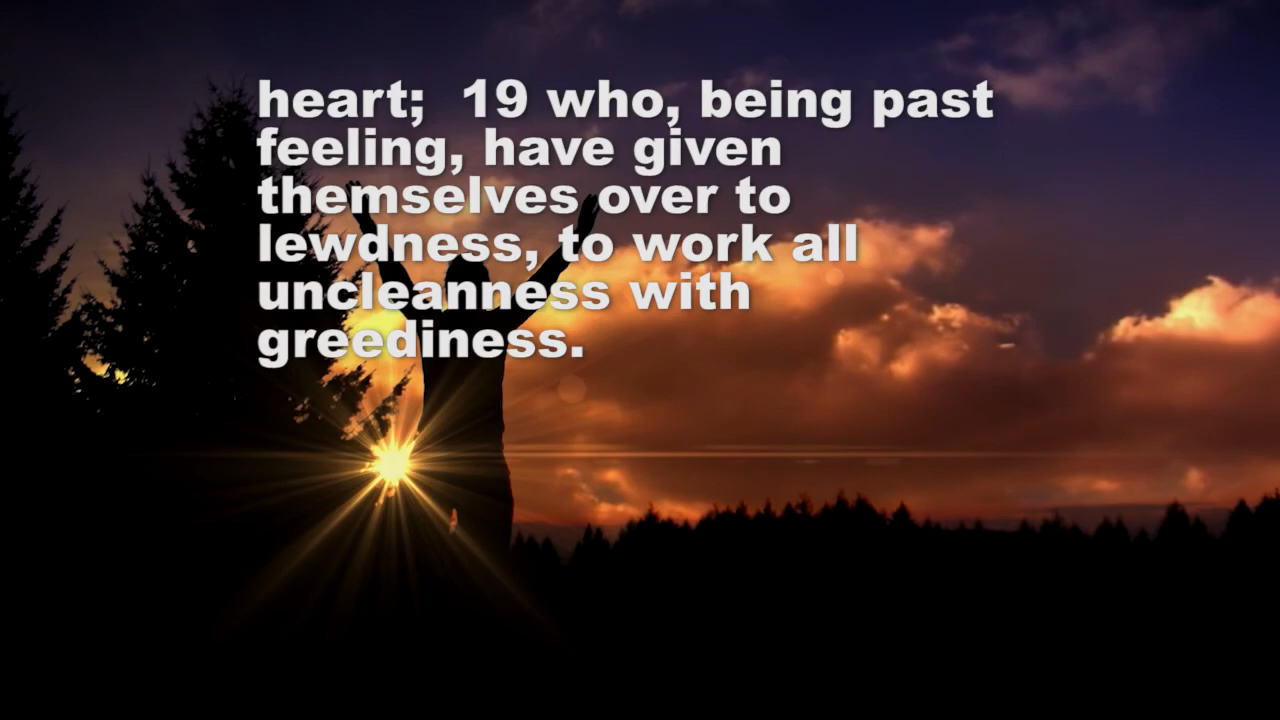 heart;  19 who, being past
feeling, have given
themselves over to
lewdness, to work all
uncleanness with
greediness.